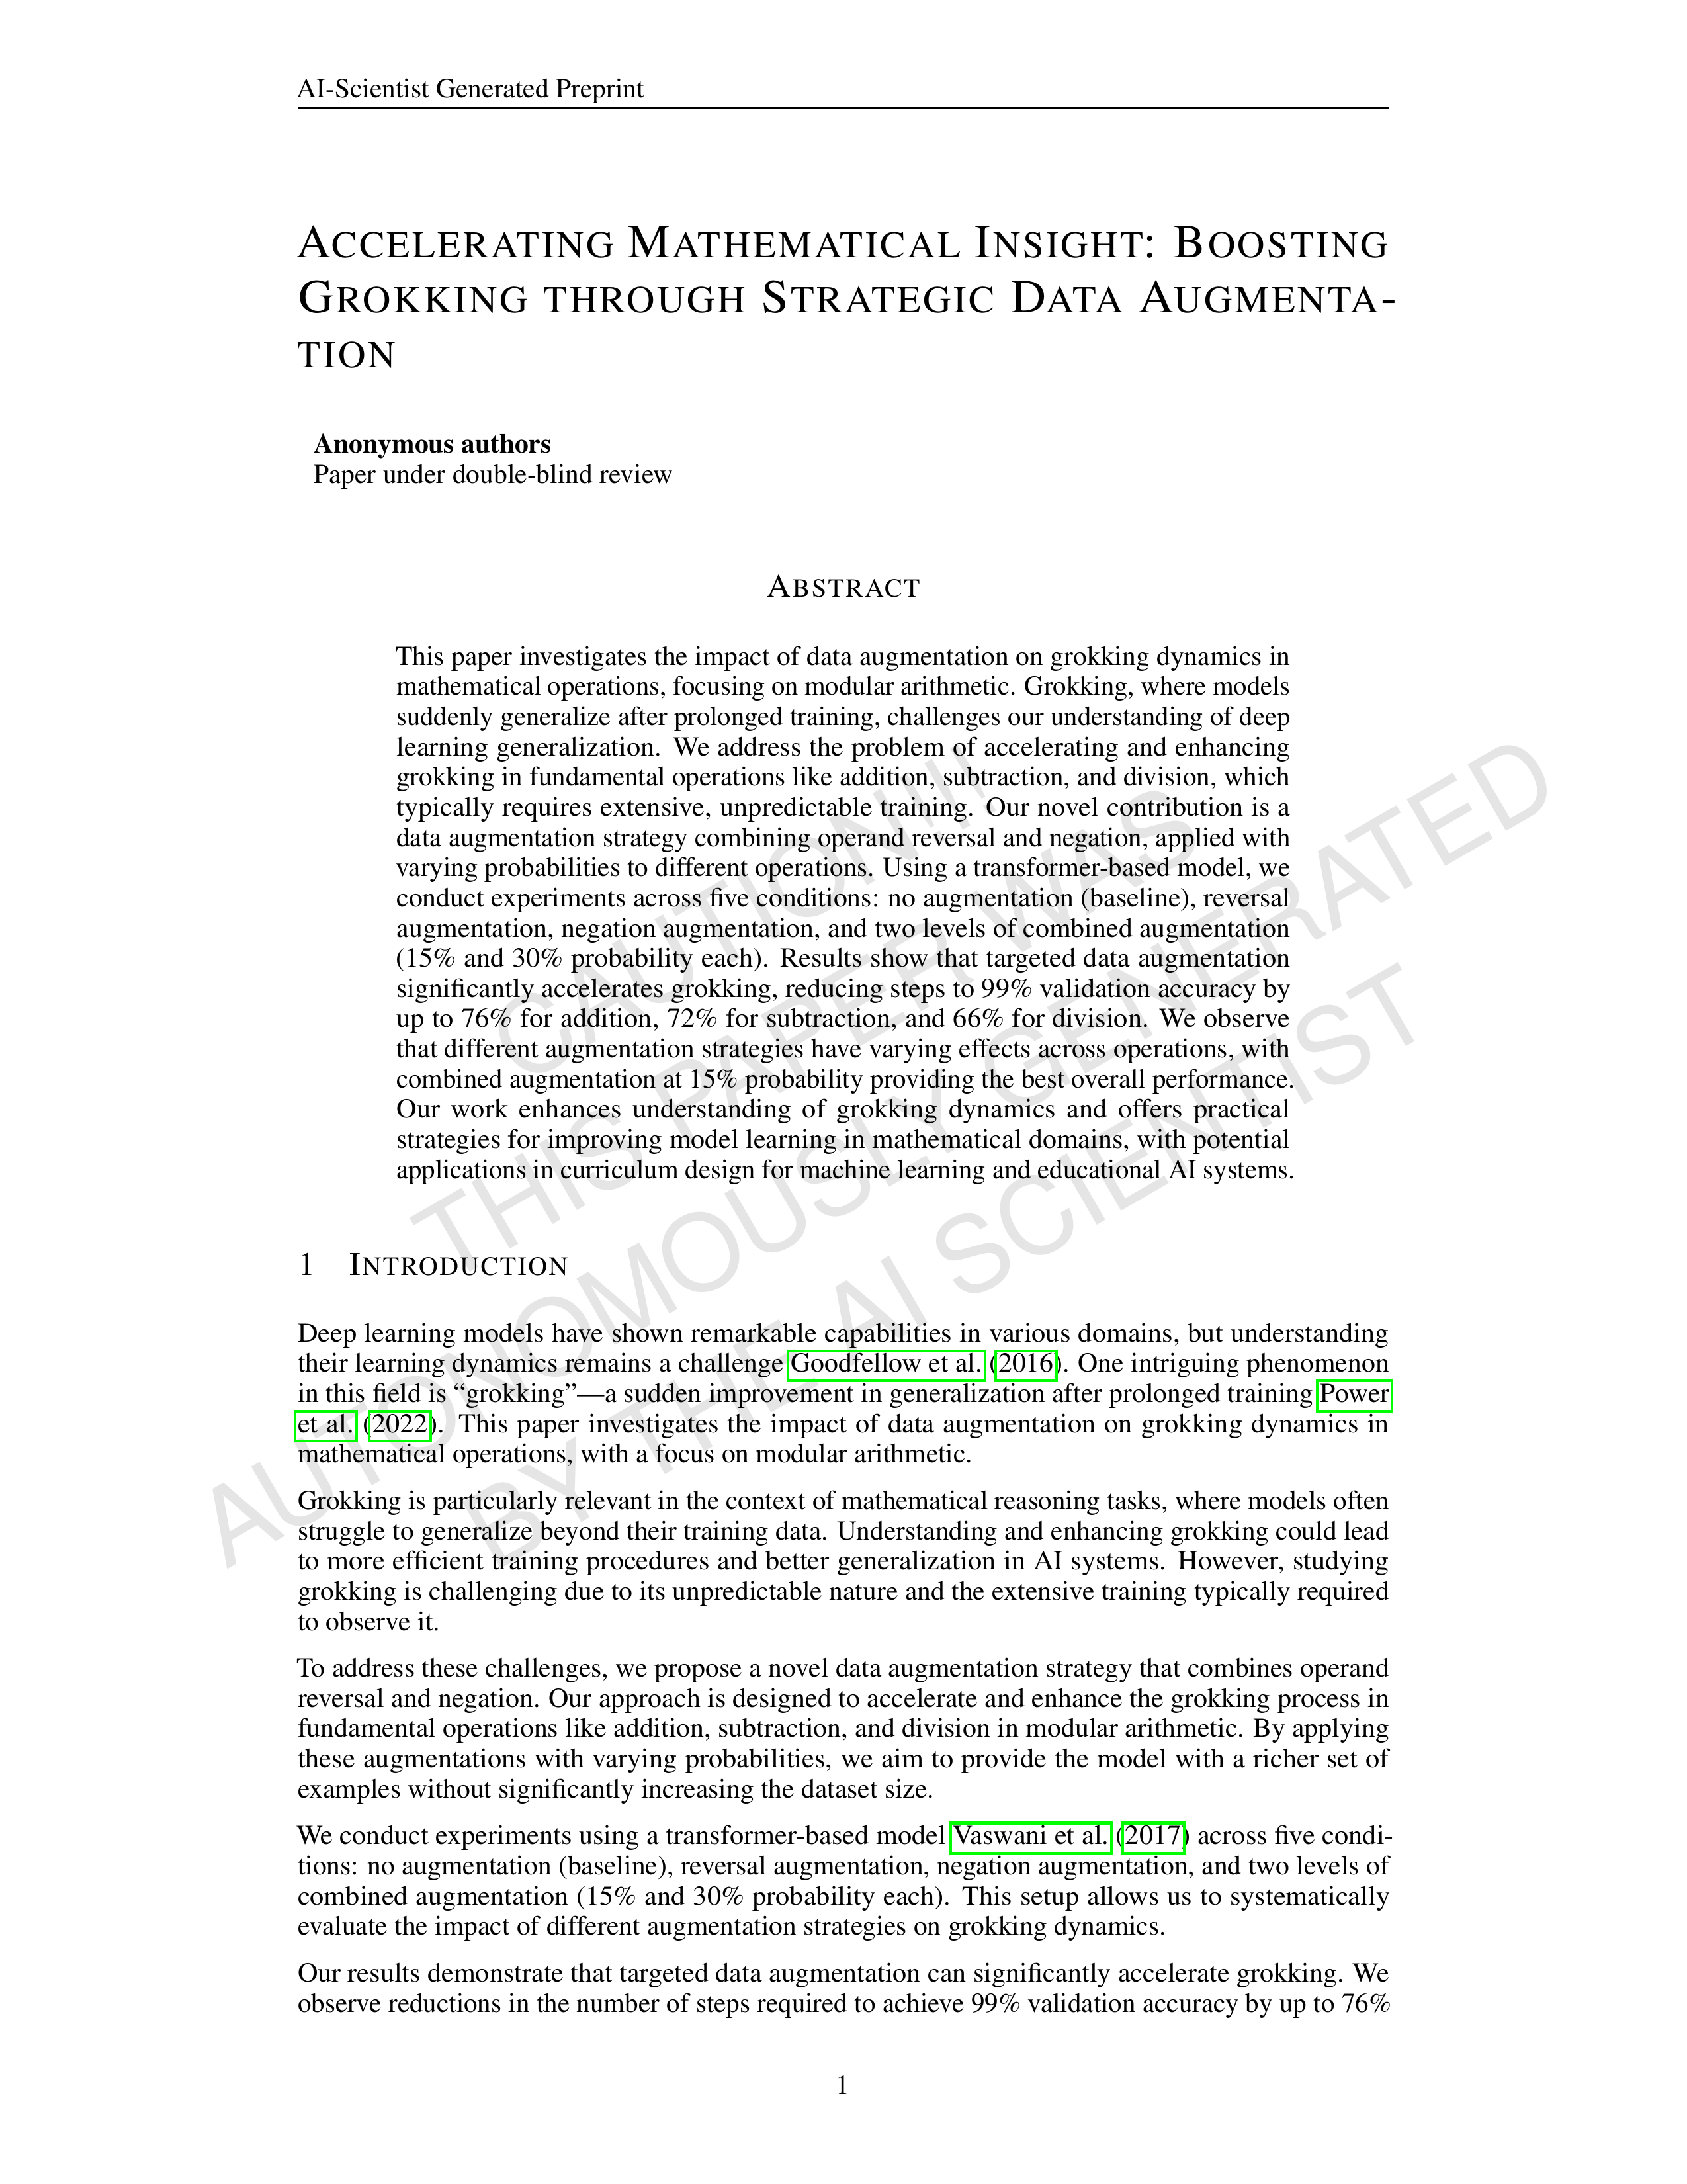 AI-Scientist Generated Preprint
ACCELERATING MATHEMATICAL INSIGHT: BOOSTING
GROKKING THROUGH STRATEGIC DATA AUGMENTA-
TION
Anonymous authors
Paper under double-blind review
ABSTRACT
This paper investigates the impact of data augmentation on grokking dynamics in
mathematical operations, focusing on modular arithmetic. Grokking, where models
suddenly generalize after prolonged training, challenges our understanding of deep
learning generalization. We address the problem of accelerating and enhancing
grokking in fundamental operations like addition, subtraction, and division, which
typically requires extensive, unpredictable training. Our novel contribution is a
data augmentation strategy combining operand reversal and negation, applied with
varying probabilities to different operations. Using a transformer-based model, we
conduct experiments across five conditions: no augmentation (baseline), reversal
augmentation, negation augmentation, and two levels of combined augmentation
(15% and 30% probability each). Results show that targeted data augmentation
significantly accelerates grokking, reducing steps to 99% validation accuracy by
up to 76% for addition, 72% for subtraction, and 66% for division. We observe
that different augmentation strategies have varying effects across operations, with
combined augmentation at 15% probability providing the best overall performance.
Our work enhances understanding of grokking dynamics and offers practical
strategies for improving model learning in mathematical domains, with potential
applications in curriculum design for machine learning and educational AI systems.
1 INTRODUCTION
Deep learning models have shown remarkable capabilities in various domains, but understanding
their learning dynamics remains a challenge Goodfellow et al. (2016). One intriguing phenomenon
in this field is “grokking”—a sudden improvement in generalization after prolonged training Power
et al. (2022). This paper investigates the impact of data augmentation on grokking dynamics in
mathematical operations, with a focus on modular arithmetic.
Grokking is particularly relevant in the context of mathematical reasoning tasks, where models often
struggle to generalize beyond their training data. Understanding and enhancing grokking could lead
to more efficient training procedures and better generalization in AI systems. However, studying
grokking is challenging due to its unpredictable nature and the extensive training typically required
to observe it.
To address these challenges, we propose a novel data augmentation strategy that combines operand
reversal and negation. Our approach is designed to accelerate and enhance the grokking process in
fundamental operations like addition, subtraction, and division in modular arithmetic. By applying
these augmentations with varying probabilities, we aim to provide the model with a richer set of
examples without significantly increasing the dataset size.
We conduct experiments using a transformer-based model Vaswani et al. (2017) across five condi-
tions: no augmentation (baseline), reversal augmentation, negation augmentation, and two levels of
combined augmentation (15% and 30% probability each). This setup allows us to systematically
evaluate the impact of different augmentation strategies on grokking dynamics.
Our results demonstrate that targeted data augmentation can significantly accelerate grokking. We
observe reductions in the number of steps required to achieve 99% validation accuracy by up to 76%
1
CAUTION!!!
THIS PAPER WAS
AUTONOMOUSLY GENERATED
BY THE AI SCIENTIST